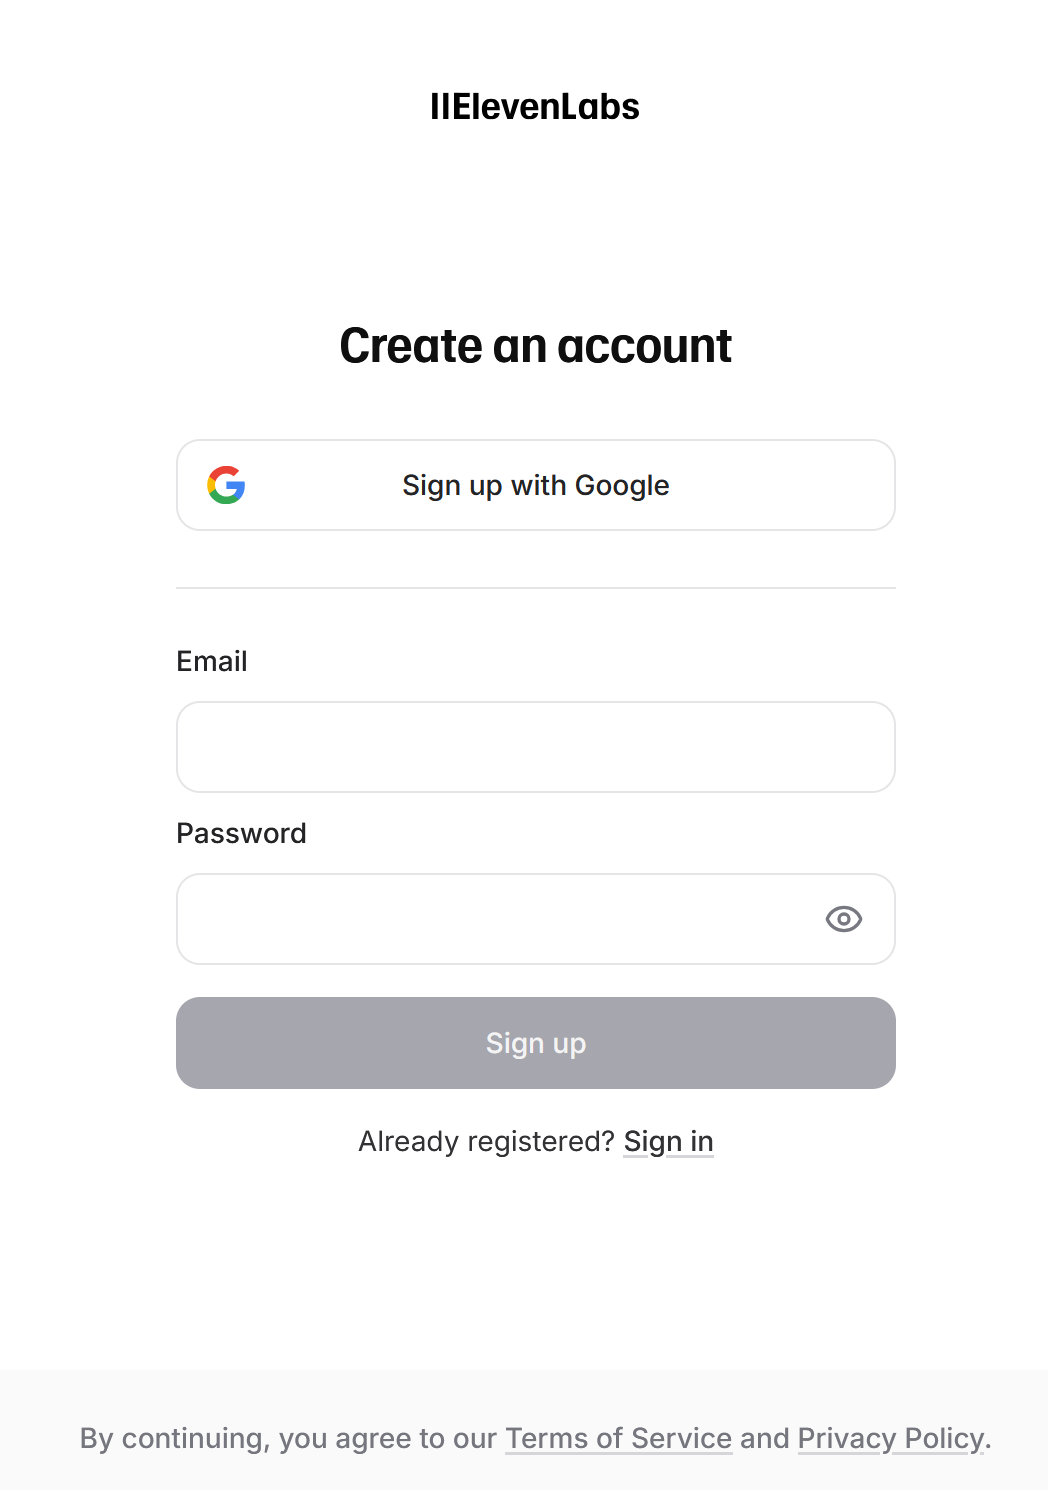 IIElevenLabs
Create an account
Sign up with Google
Email
Password
Sign up
Already registered? Sign in
By continuing, you agree to our Terms of Service and Privacy Policy.